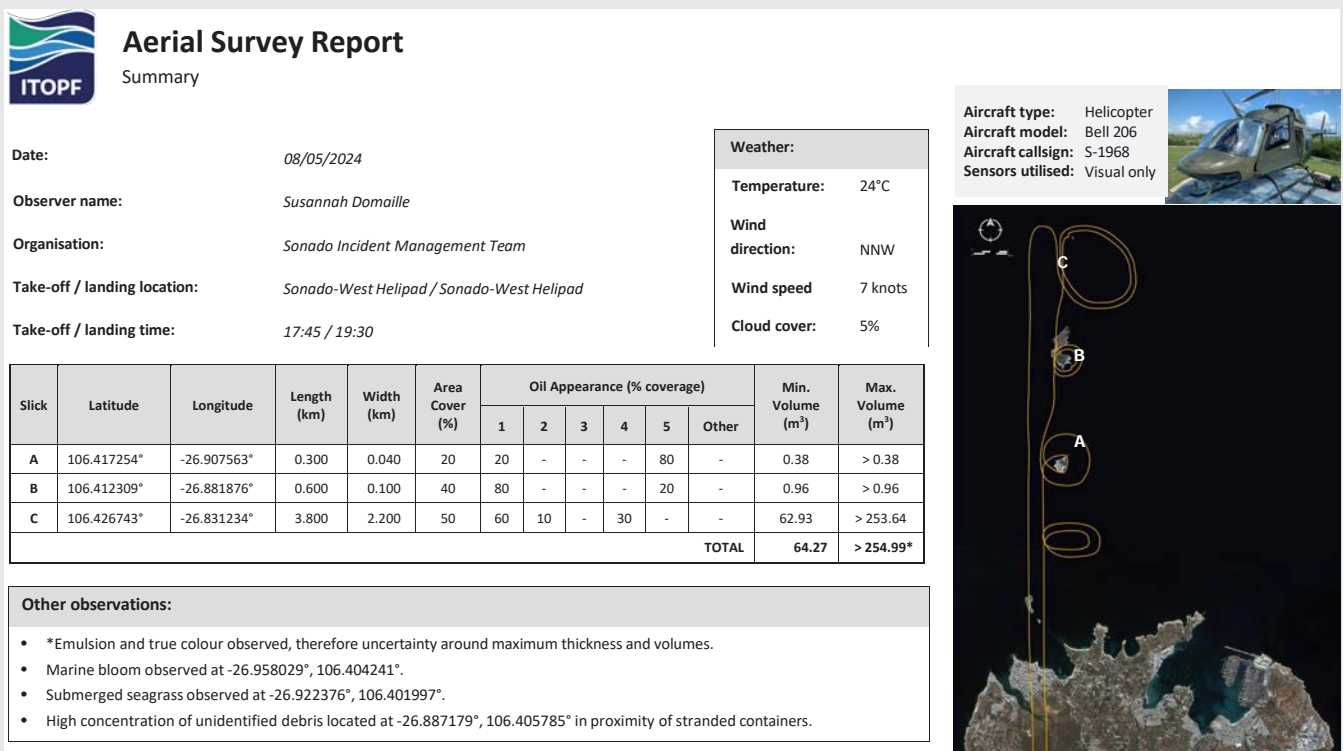 ITOPF
Aerial Survey Report
Summary
Date: 08/05/2024
Observer name: Susannah Domaille
Organisation: Sonado Incident Management Team
Take-off / landing location: Sonado-West Helipad / Sonado-West Helipad
Take-off / landing time: 17:45 / 19:30
Weather:
Temperature: 24°C
Wind
direction: NNW
Wind speed 7 knots
Cloud cover: 5%
Aircraft type: Helicopter
Aircraft model: Bell 206
Aircraft callsign: S-1968
Sensors utilised: Visual only
C
B
A
Slick Latitude Longitude Length (km) Width (km) Area Cover (%) Oil Appearance (% coverage) Min. Volume (m³) Max. Volume (m³)
1 2 3 4 5 Other
A 106.417254° -26.907563° 0.300 0.040 20 20 - - - 80 - 0.38 > 0.38
B 106.412309° -26.881876° 0.600 0.100 40 80 - - - 20 - 0.96 > 0.96
C 106.426743° -26.831234° 3.800 2.200 50 60 10 - 30 - - 62.93 > 253.64
TOTAL 64.27 > 254.99*
Other observations:
• *Emulsion and true colour observed, therefore uncertainty around maximum thickness and volumes.
• Marine bloom observed at -26.958029°, 106.404241°.
• Submerged seagrass observed at -26.922376°, 106.401997°.
• High concentration of unidentified debris located at -26.887179°, 106.405785° in proximity of stranded containers.